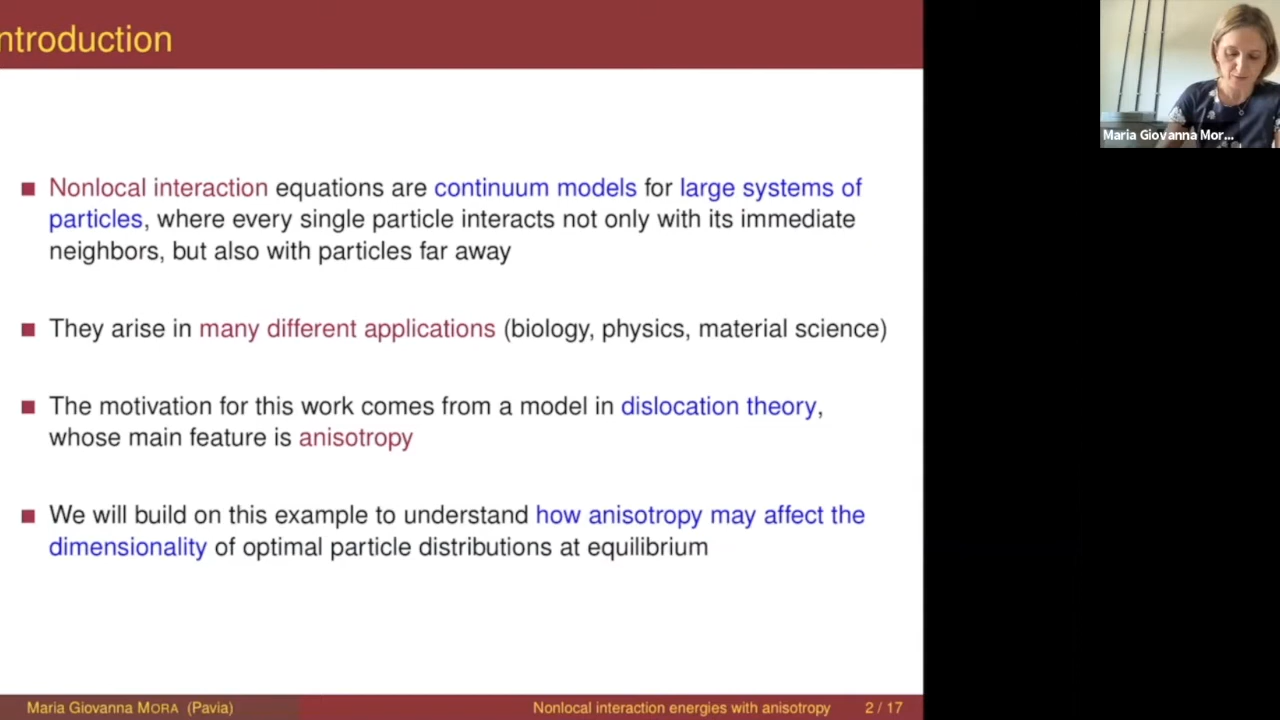 ntroduction
Maria Giovanna Mor...
Nonlocal interaction equations are continuum models for large systems of
particles, where every single particle interacts not only with its immediate
neighbors, but also with particles far away
They arise in many different applications (biology, physics, material science)
The motivation for this work comes from a model in dislocation theory,
whose main feature is anisotropy
We will build on this example to understand how anisotropy may affect the
dimensionality of optimal particle distributions at equilibrium
Maria Giovanna MORA (Pavia) Nonlocal interaction energies with anisotropy 2 / 17